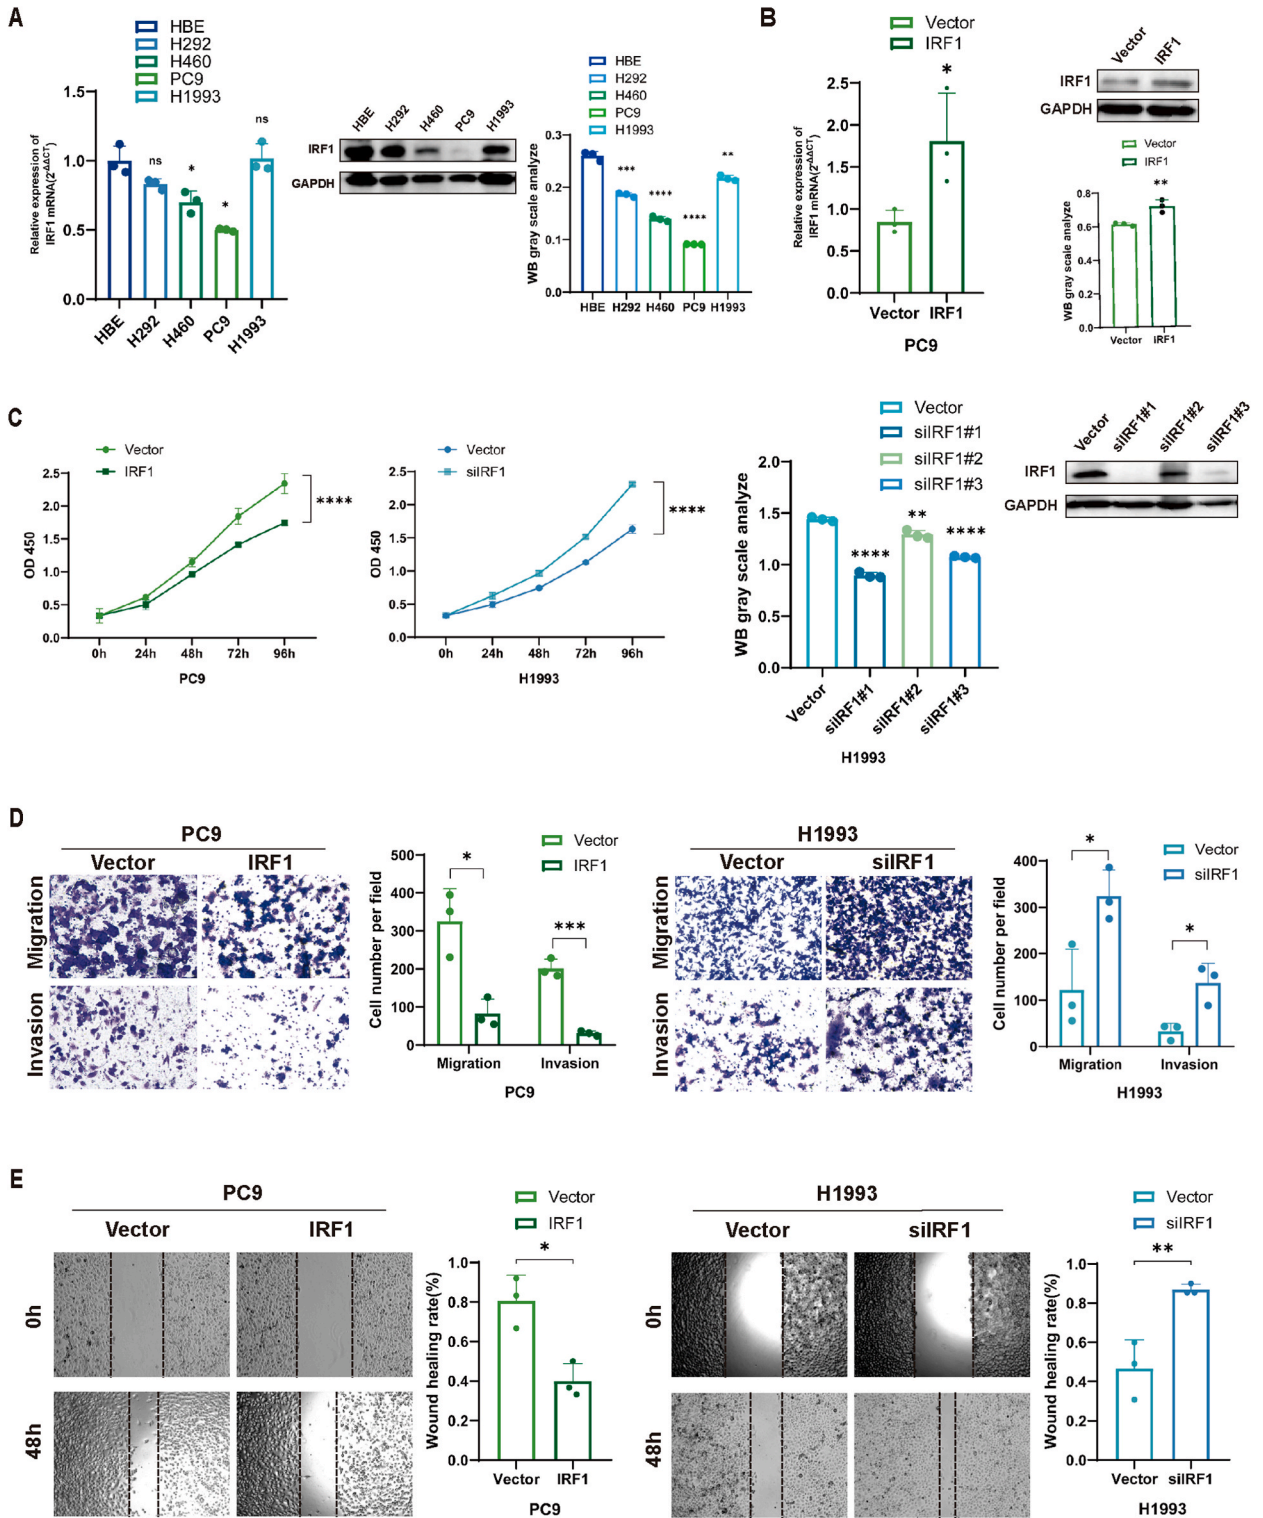 A
HBE
H292
H460
PC9
H1993
Relative expression of
IRF1 mRNA(2^-ΔΔCT)
1.5
1.0
0.5
0.0
ns
*
*
ns
HBE
H292
H460
PC9
H1993
HBE
H292
H460
PC9
H1993
IRF1
GAPDH
HBE
H292
H460
PC9
H1993
WB gray scale analyze
0.3
0.2
0.1
0.0
***
****
****
**
HBE
H292
H460
PC9
H1993
B
Vector
IRF1
Relative expression of
IRF1 mRNA(2^-ΔΔCT)
2.5
2.0
1.5
1.0
0.5
0.0
*
Vector
IRF1
PC9
Vector
IRF1
IRF1
GAPDH
Vector
IRF1
WB gray scale analyze
0.8
0.6
0.4
0.2
0.0
**
Vector
IRF1
C
Vector
IRF1
OD 450
2.5
2.0
1.5
1.0
0.5
0.0
****
0h
24h
48h
72h
96h
PC9
Vector
siIRF1
OD 450
2.5
2.0
1.5
1.0
0.5
0.0
****
0h
24h
48h
72h
96h
H1993
Vector
siIRF1#1
siIRF1#2
siIRF1#3
WB gray scale analyze
2.0
1.5
1.0
0.5
0.0
****
**
****
Vector
siIRF1#1
siIRF1#2
siIRF1#3
H1993
Vector
siIRF1#1
siIRF1#2
siIRF1#3
IRF1
GAPDH
D
PC9
Vector
IRF1
Migration
Invasion
Vector
IRF1
Cell number per field
500
400
300
200
100
0
*
***
Migration
Invasion
PC9
H1993
Vector
siIRF1
Migration
Invasion
Vector
siIRF1
Cell number per field
400
300
200
100
0
*
*
Migration
Invasion
H1993
E
PC9
Vector
IRF1
0h
48h
Vector
IRF1
Wound healing rate(%)
1.0
0.8
0.6
0.4
0.2
0.0
*
Vector
IRF1
PC9
H1993
Vector
siIRF1
0h
48h
Vector
siIRF1
Wound healing rate(%)
1.0
0.8
0.6
0.4
0.2
0.0
**
Vector
siIRF1
H1993